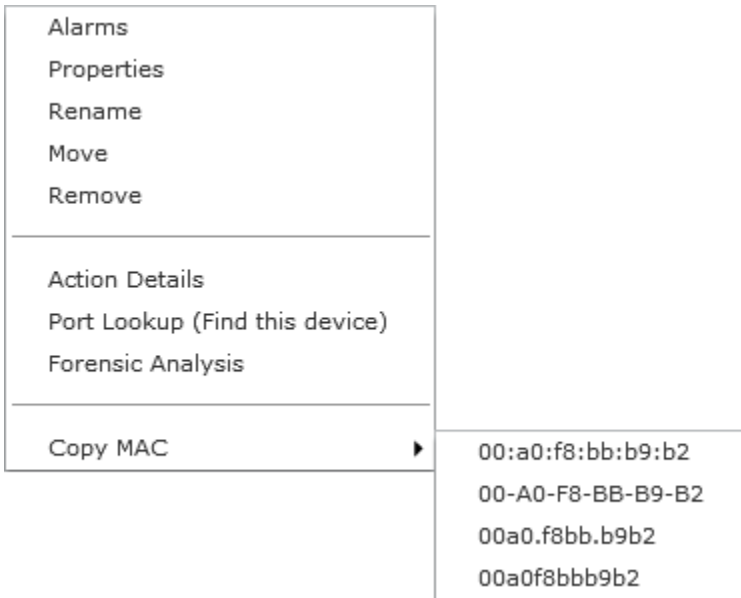 Alarms
Properties
Rename
Move
Remove
Action Details
Port Lookup (Find this device)
Forensic Analysis
Copy MAC
00:a0:f8:bb:b9:b2
00-A0-F8-BB-B9-B2
00a0.f8bb.b9b2
00a0f8bbb9b2